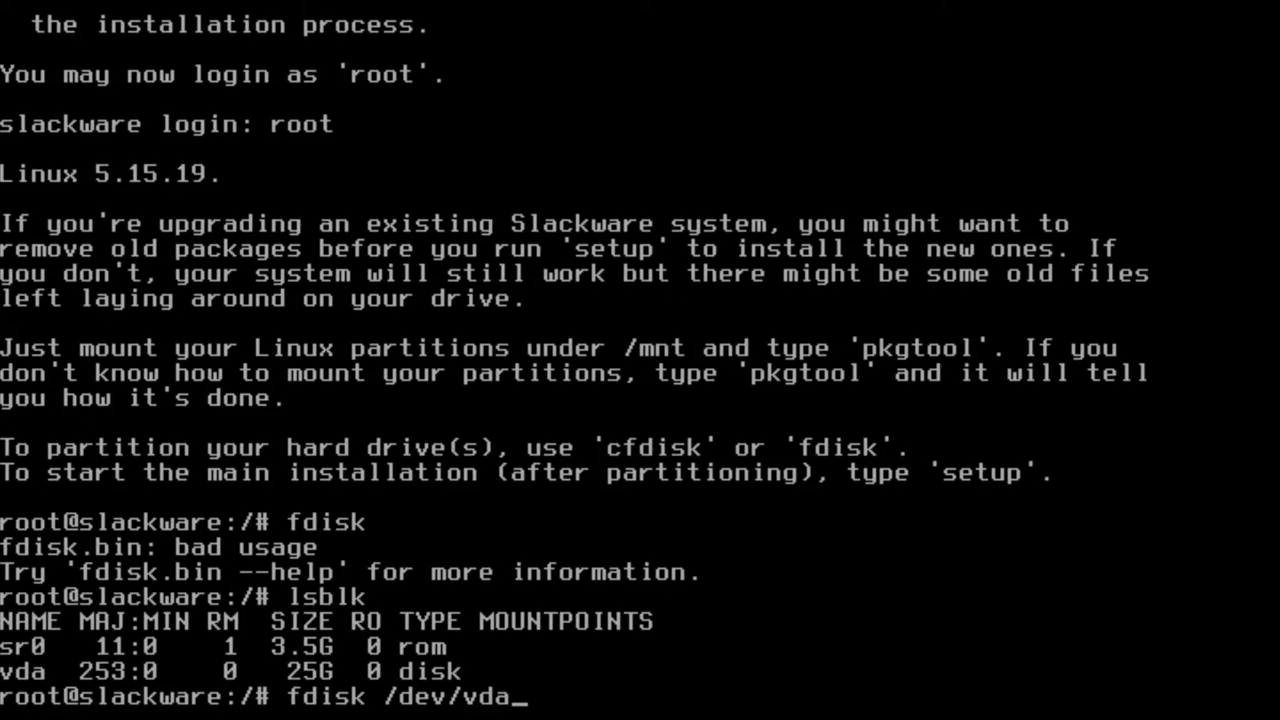 the installation process.
You may now login as 'root'.
slackware login: root
Linux 5.15.19.
If you're upgrading an existing Slackware system, you might want to
remove old packages before you run 'setup' to install the new ones. If
you don't, your system will still work but there might be some old files
left laying around on your drive.
Just mount your Linux partitions under /mnt and type 'pkgtool'. If you
don't know how to mount your partitions, type 'pkgtool' and it will tell
you how it's done.
To partition your hard drive(s), use 'cfdisk' or 'fdisk'.
To start the main installation (after partitioning), type 'setup'.
root@slackware:/# fdisk
fdisk.bin: bad usage
Try 'fdisk.bin --help' for more information.
root@slackware:/# lsblk
NAME MAJ:MIN RM  SIZE RO TYPE MOUNTPOINTS
sr0   11:0    1  3.5G  0 rom
vda  253:0    0   25G  0 disk
root@slackware:/# fdisk /dev/vda_